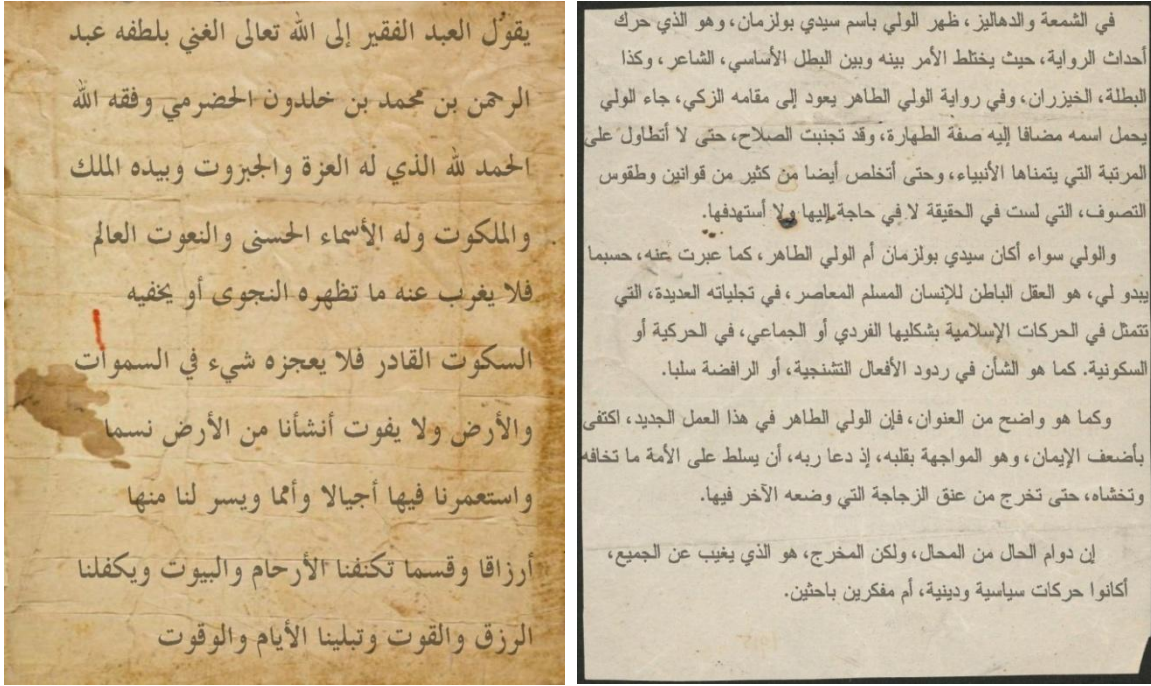 يقول العبد الفقير إلى الله تعالى الغني بلطفه عبد
الرحمن بن محمد بن خلدون الحضرمي وفقه الله
الحمد لله الذي له العزة والجبروت وبيده الملك
والملكوت وله الأسماء الحسنى والنعوت العالم
فلا يغرب عنه ما تظهره النجوى أو يخفيه
السكوت القادر فلا يعجزه شيء في السموات
والأرض ولا يفوت أنشأنا من الأرض نسما
واستعمرنا فيها أجيالا وأمما ويسر لنا منها
أرزاقا وقسما تكنفنا الأرحام والبيوت ويكفلنا
الرزق والقوت وتبلينا الأيام والوقوت
في الشمعة والدهاليز، ظهر الولي باسم سيدي بولزمان، وهو الذي حرك
أحداث الرواية، حيث يختلط الأمر بينه وبين البطل الأساسي، الشاعر، وكذا
البطلة، الخيزران، وفي رواية الولي الطاهر يعود إلى مقامه الزكي، جاء الولي
يحمل اسمه مضافا إليه صفة الطهارة، وقد تجنبت الصلاح، حتى لا أتطاول على
المرتبة التي يتمناها الأنبياء، وحتى أتخلص أيضا من كثير من قوانين وطقوس
التصوف، التي لست في الحقيقة لا في حاجة إليها ولا أستهدفها.
والولي سواء أكان سيدي بولزمان أم الولي الطاهر، كما عبرت عنه، حسبما
يبدو لي، هو العقل الباطن للإنسان المسلم المعاصر، في تجلياته العديدة، التي
تتمثل في الحركات الإسلامية بشكليها الفردي أو الجماعي، في الحركية أو
السكونية. كما هو الشأن في ردود الأفعال التشنجية، أو الرافضة سلبا.
وكما هو واضح من العنوان، فإن الولي الطاهر في هذا العمل الجديد، اكتفى
بأضعف الإيمان، وهو المواجهة بقلبه، إذ دعا ربه، أن يسلط على الأمة ما تخافه
وتخشاه، حتى تخرج من عنق الزجاجة التي وضعه الآخر فيها.
إن دوام الحال من المحال، ولكن المخرج، هو الذي يغيب عن الجميع،
أكانوا حركات سياسية ودينية، أم مفكرين باحثين.